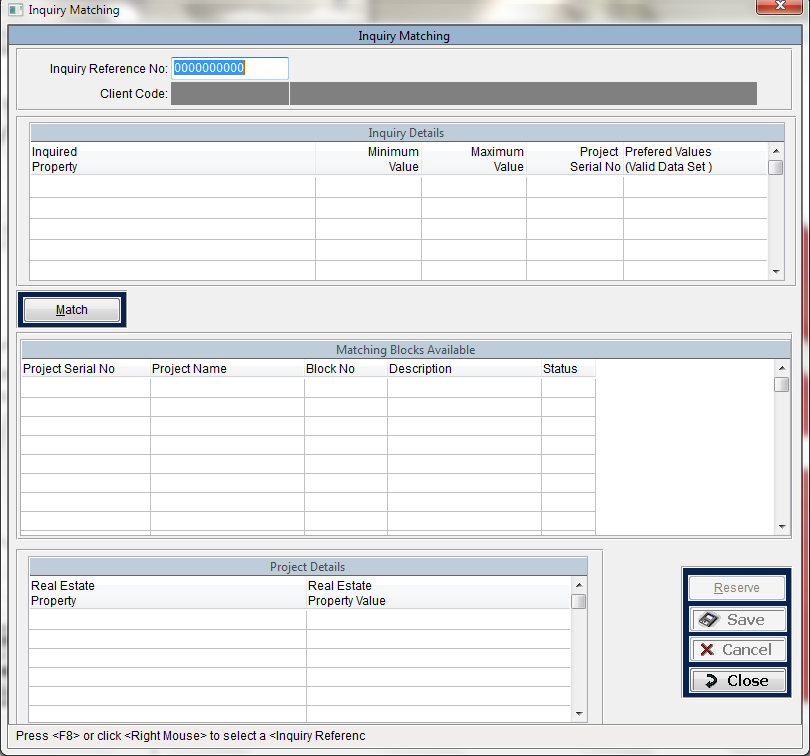 Inquiry Matching
Inquiry Matching
Inquiry Reference No: 0000000000
Client Code:
Inquiry Details
Inquired Property
Minimum Value
Maximum Value
Project Serial No
Prefered Values (Valid Data Set )
Match
Matching Blocks Available
Project Serial No Project Name Block No Description Status
Project Details
Real Estate Property
Real Estate Property Value
Reserve
Save
Cancel
Close
Press <F8> or click <Right Mouse> to select a <Inquiry Referenc